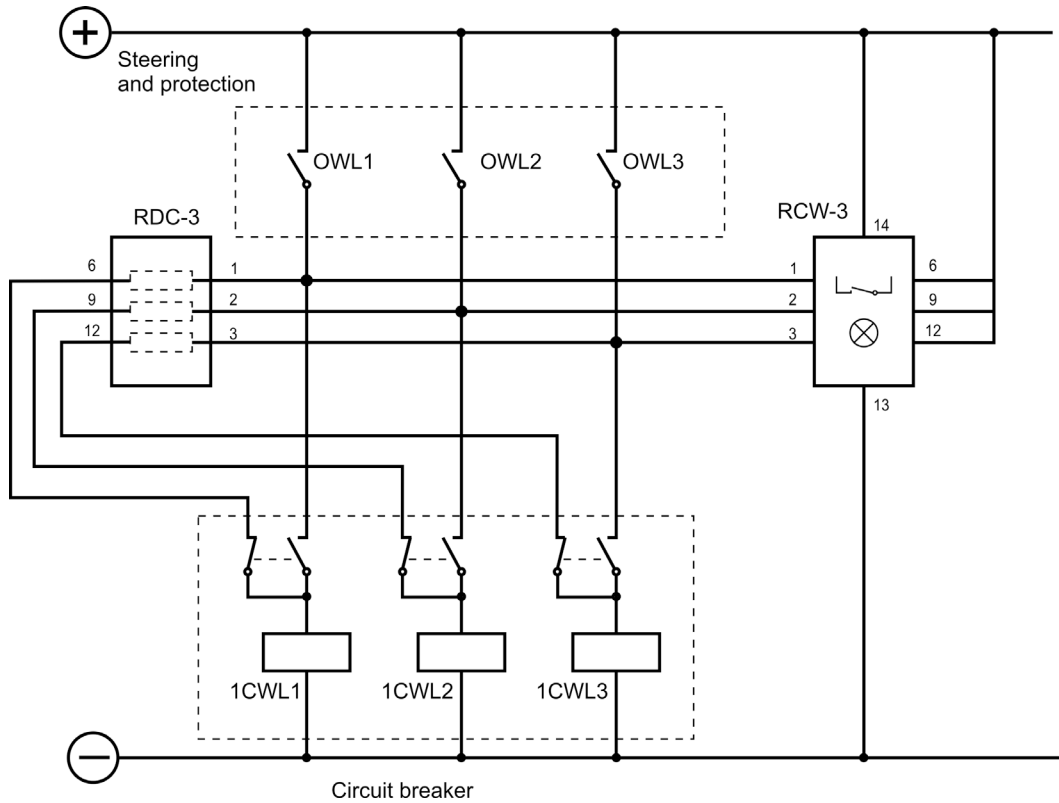 +
Steering
and protection
OWL1
OWL2
OWL3
RDC-3
RCW-3
14
6
1
1
6
9
2
2
9
12
3
3
12
13
1CWL1
1CWL2
1CWL3
−
Circuit breaker